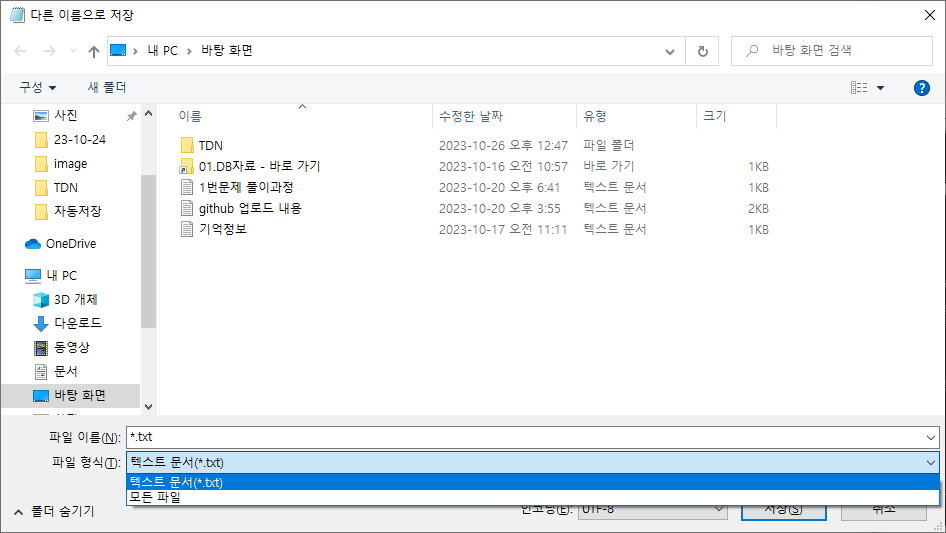 다른 이름으로 저장
내 PC 바탕 화면
바탕 화면 검색
구성 새 폴더
사진
23-10-24
image
TDN
자동저장
OneDrive
내 PC
3D 개체
다운로드
동영상
문서
바탕 화면
이름 수정한 날짜 유형 크기
TDN 2023-10-26 오후 12:47 파일 폴더
01.DB자료 - 바로 가기 2023-10-16 오전 10:57 바로 가기 1KB
1번문제 풀이과정 2023-10-20 오후 6:41 텍스트 문서 1KB
github 업로드 내용 2023-10-20 오후 3:55 텍스트 문서 2KB
기억정보 2023-10-17 오전 11:11 텍스트 문서 1KB
파일 이름(N): *.txt
파일 형식(T): 텍스트 문서(*.txt)
텍스트 문서(*.txt)
모든 파일
폴더 숨기기 인코딩(E): UTF-8 저장(S) 취소